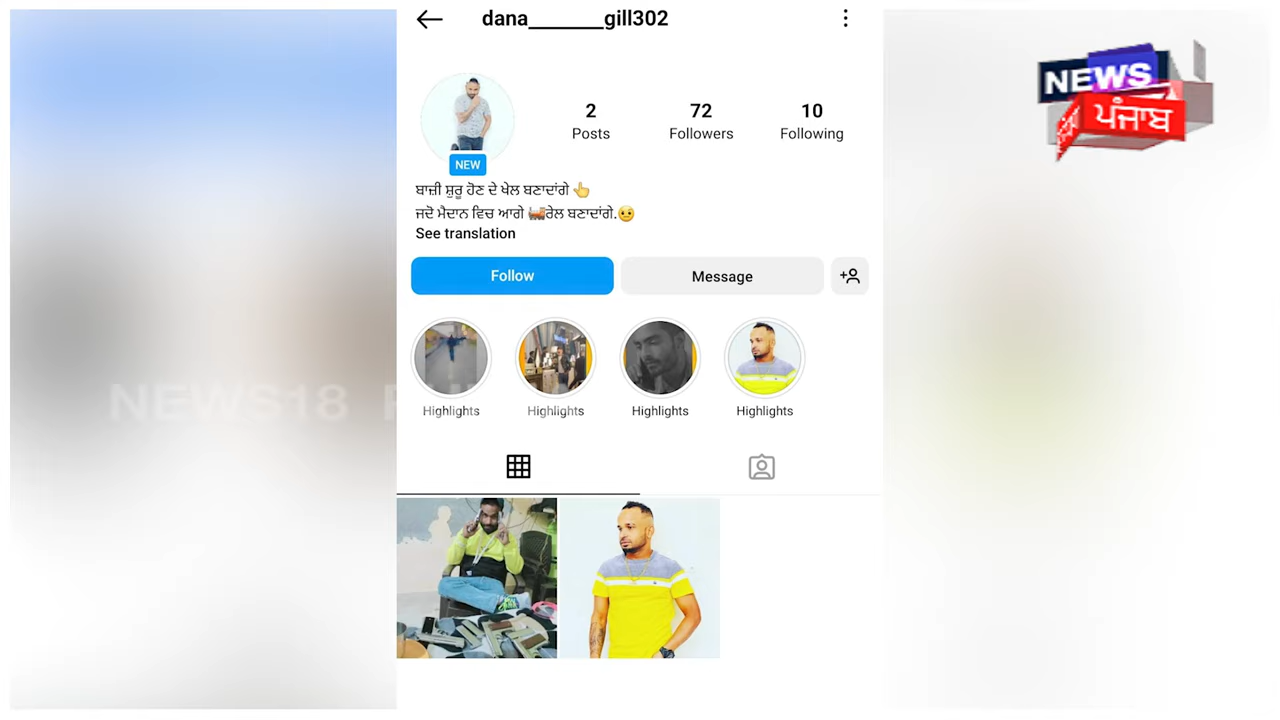 dana_______gill302
NEWS
ਪੰਜਾਬ
2
Posts
72
Followers
10
Following
NEW
ਬਾਜ਼ੀ ਸ਼ੁਰੂ ਹੋਣ ਦੇ ਖੇਲ ਬਣਾਦਾਂਗੇ 👆
ਜਦੋ ਮੈਦਾਨ ਵਿਚ ਆਗੇ 🚂ਰੇਲ ਬਣਾਦਾਂਗੇ.🤨
See translation
Follow
Message
NEWS18
Highlights
Highlights
Highlights
Highlights